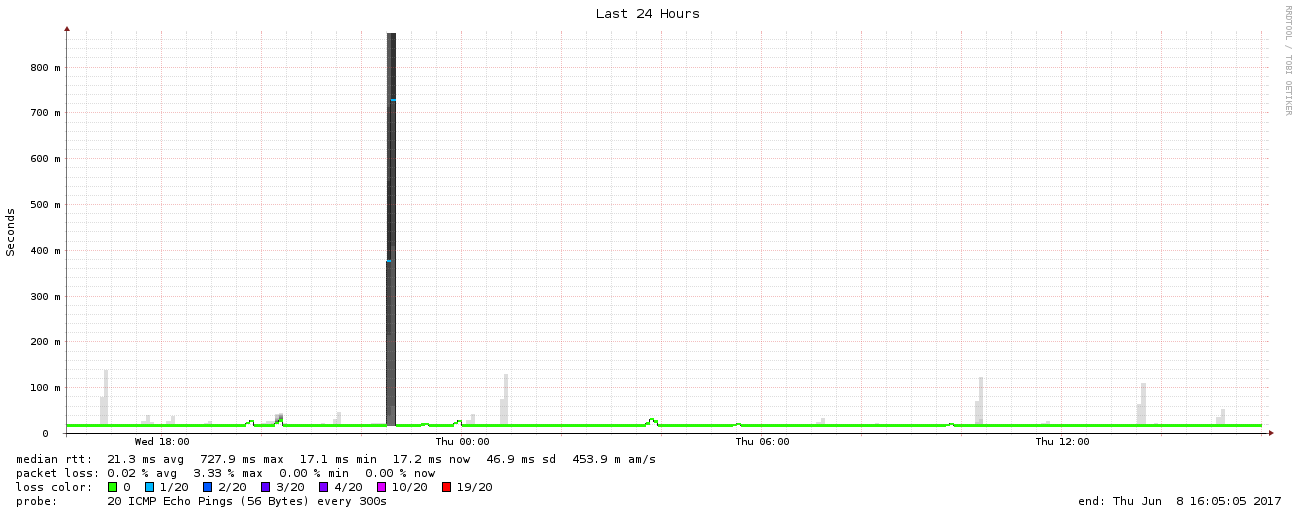 Last 24 Hours
RRDTOOL / TOBI OETIKER
Seconds
800 m
700 m
600 m
500 m
400 m
300 m
200 m
100 m
0
Wed 18:00 Thu 00:00 Thu 06:00 Thu 12:00
median rtt: 21.3 ms avg 727.9 ms max 17.1 ms min 17.2 ms now 46.9 ms sd 453.9 m am/s
packet loss: 0.02 % avg 3.33 % max 0.00 % min 0.00 % now
loss color: 0 1/20 2/20 3/20 4/20 10/20 19/20
probe: 20 ICMP Echo Pings (56 Bytes) every 300s end: Thu Jun 8 16:05:05 2017